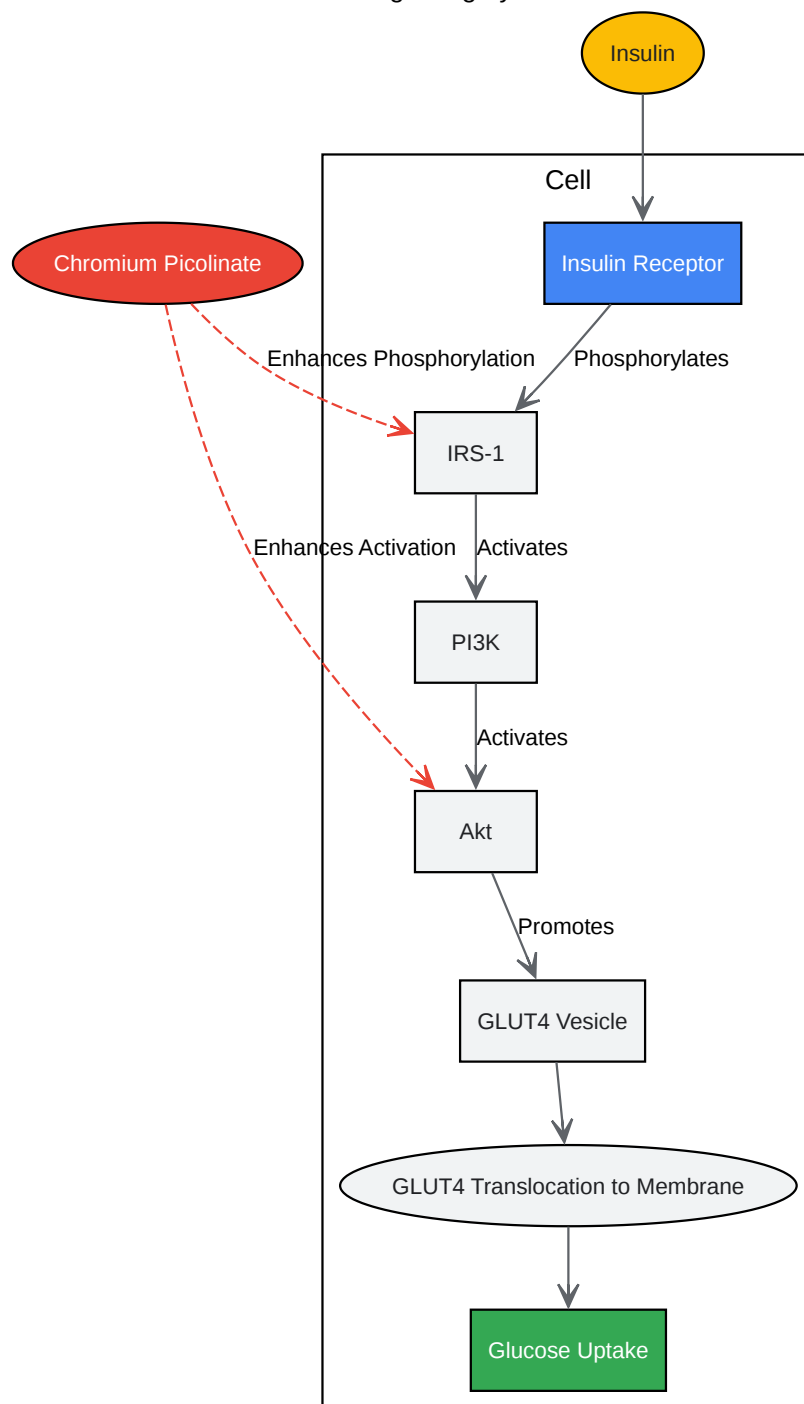 Insulin
Cell
Chromium Picolinate
Insulin Receptor
Enhances Phosphorylation
Phosphorylates
IRS-1
Enhances Activation
Activates
PI3K
Activates
Akt
Promotes
GLUT4 Vesicle
GLUT4 Translocation to Membrane
Glucose Uptake